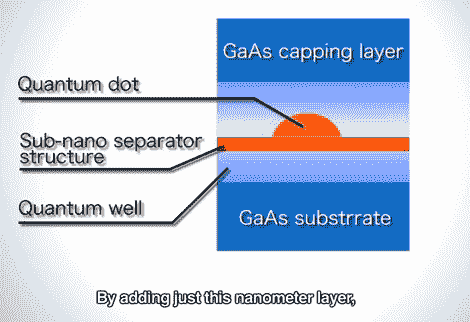 GaAs capping layer
Quantum dot
Sub-nano separator
structure
Quantum well
GaAs substrrate
By adding just this nanometer layer,